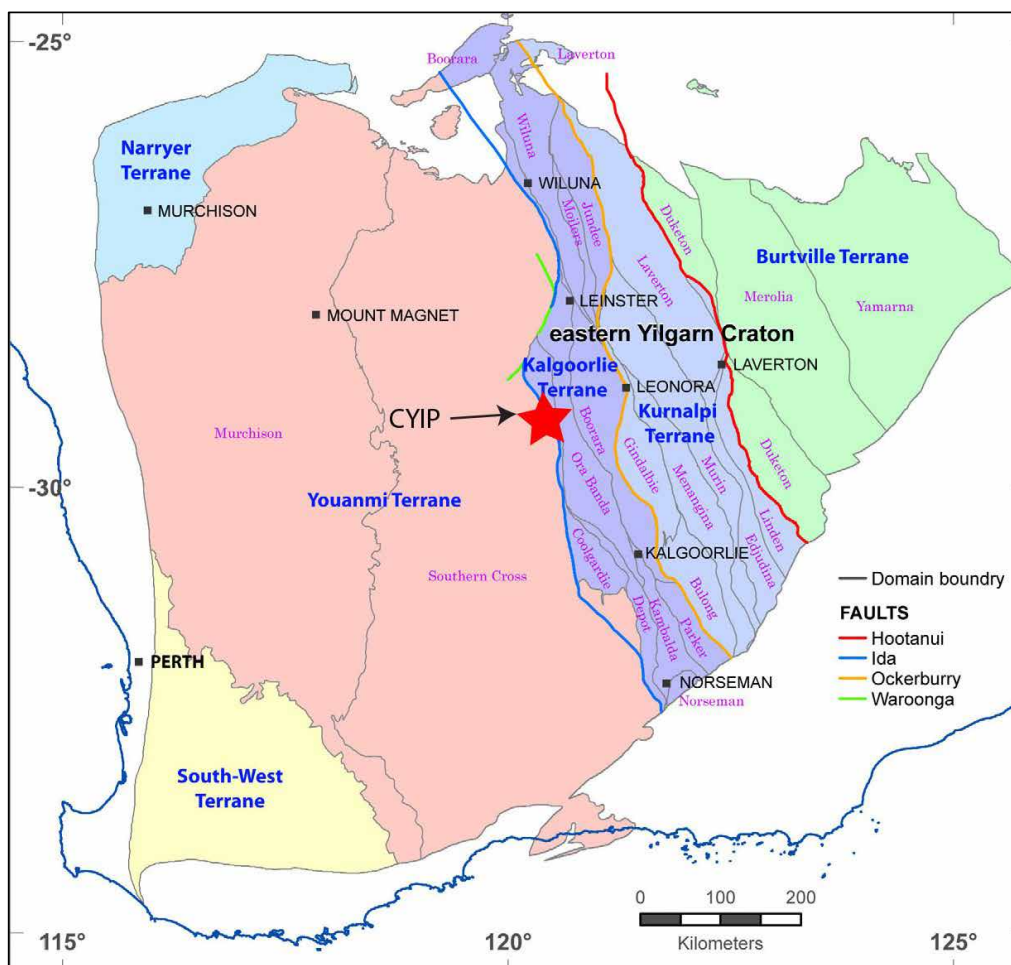 -25°
Boorara
Laverton
Narryer
Terrane
MURCHISON
Wiluna
WILUNA
Moilers
Jundee
Duketon
Burtville Terrane
Laverton
Merolia
Yamarna
LEINSTER
MOUNT MAGNET
eastern Yilgarn Craton
Kalgoorlie
Terrane
LAVERTON
LEONORA
CYIP
Kurnalpi
Terrane
Murchison
Boorara
Gindalbie
Ora Banda
Menangina
Murin
Duketon
Linden
Edjudina
-30°
Youanmi Terrane
Southern Cross
Coolgardie
KALGOORLIE
Bulong
Depot
Kambalda
Parker
Domain boundry
FAULTS
Hootanui
Ida
Ockerburry
Waroonga
PERTH
NORSEMAN
Norseman
South-West
Terrane
0 100 200
Kilometers
115°
120°
125°